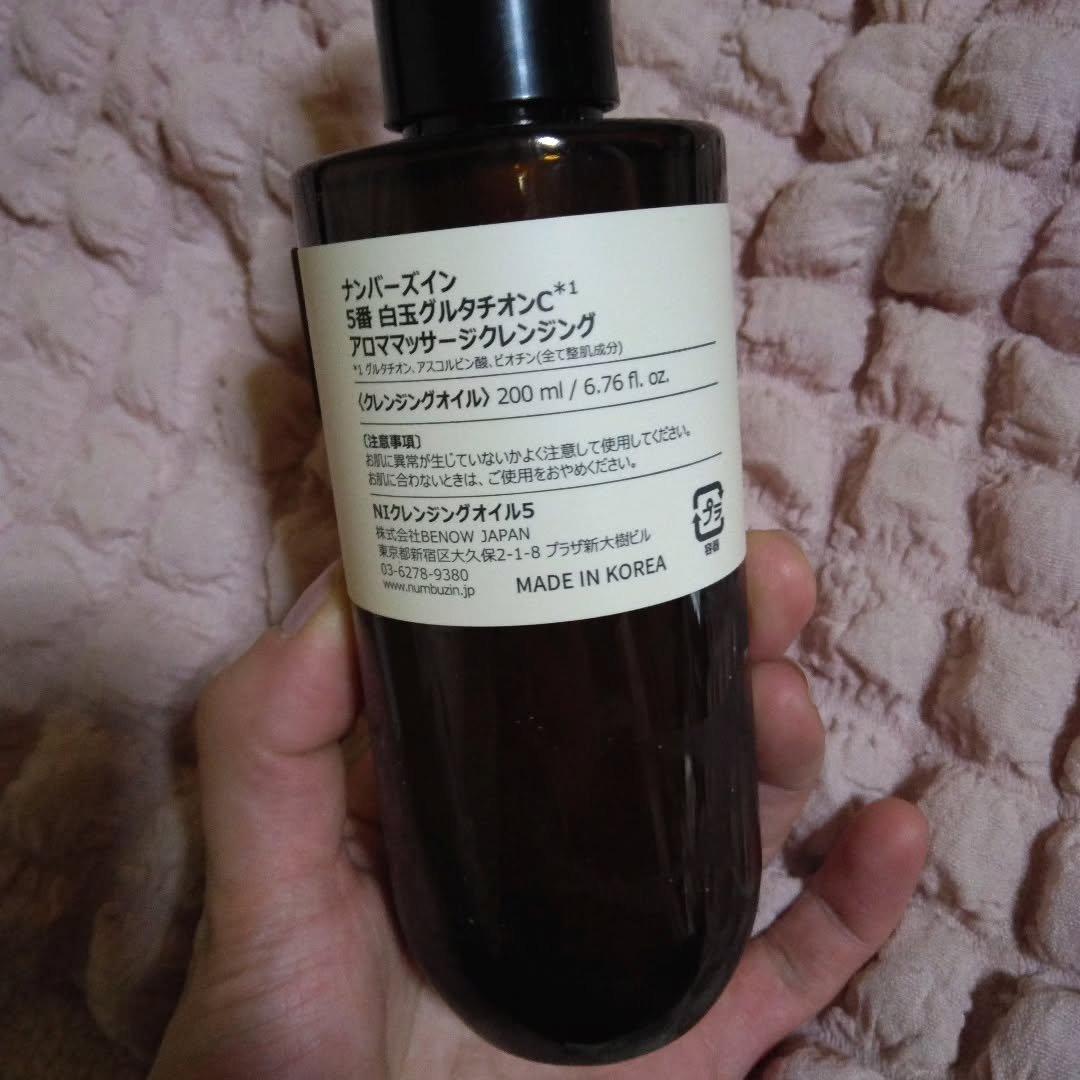 ナンバーズイン
5番 白玉グルタチオンC*1
アロママッサージクレンジング
*1 グルタチオン、アスコルビン酸、ビオチン(全て整肌成分)
〈クレンジングオイル〉 200 ml / 6.76 fl. oz.
〔注意事項〕
お肌に異常が生じていないかよく注意して使用してください。
お肌に合わないときは、ご使用をおやめください。
NIクレンジングオイル5
株式会社BENOW JAPAN
東京都新宿区大久保2-1-8 プラザ新大樹ビル
03-6278-9380
www.numbuzin.jp
MADE IN KOREA
プラ
容器